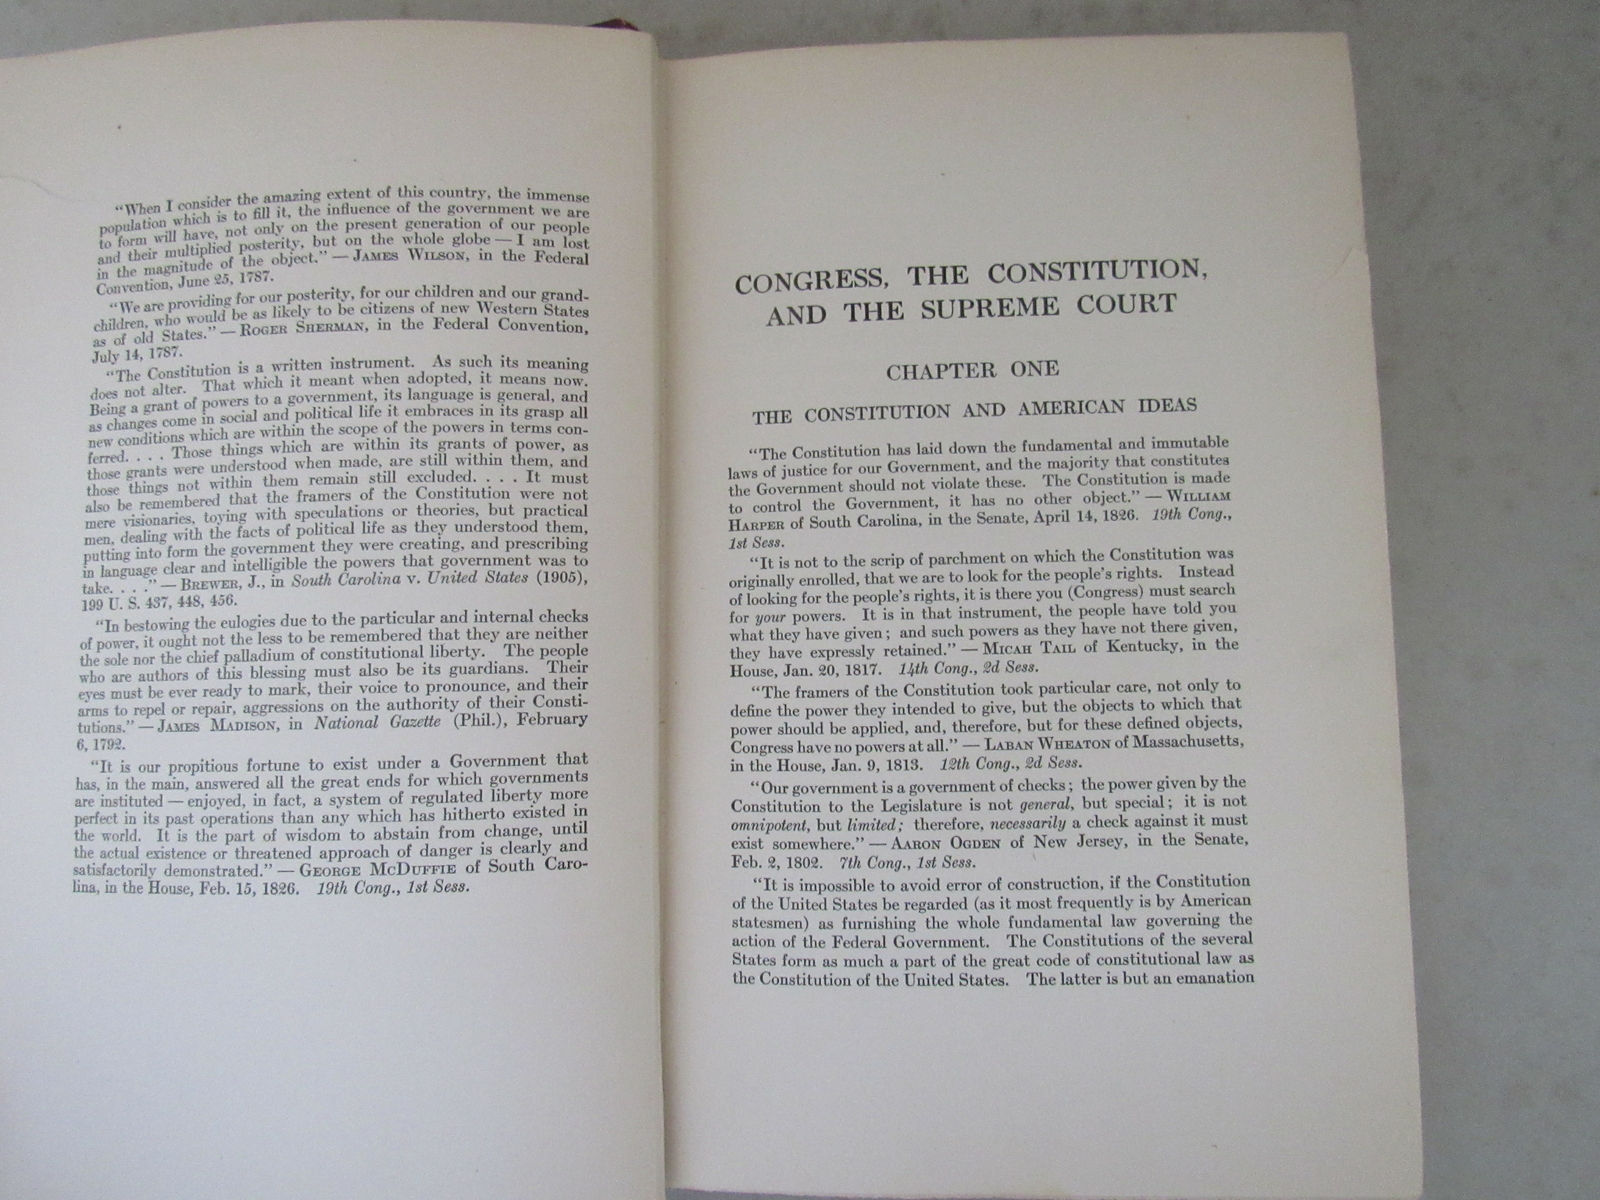 "When I consider the amazing extent of this country, the immense
population which is to fill it, the influence of the government we are
to form will have, not only on the present generation of our people
and their multiplied posterity, but on the whole globe — I am lost
in the magnitude of the object." — JAMES WILSON, in the Federal
Convention, June 25, 1787.
"We are providing for our posterity, for our children and our grand-
children, who would be as likely to be citizens of new Western States
as of old States." — ROGER SHERMAN, in the Federal Convention,
July 14, 1787.
"The Constitution is a written instrument. As such its meaning
does not alter. That which it meant when adopted, it means now.
Being a grant of powers to a government, its language is general, and
as changes come in social and political life it embraces in its grasp all
new conditions which are within the scope of the powers in terms con-
ferred. . . . Those things which are within its grants of power, as
those grants were understood when made, are still within them, and
those things not within them remain still excluded. . . . It must
also be remembered that the framers of the Constitution were not
mere visionaries, toying with speculations or theories, but practical
men, dealing with the facts of political life as they understood them,
putting into form the government they were creating, and prescribing
in language clear and intelligible the powers that government was to
take. . . ." — BREWER, J., in South Carolina v. United States (1905),
199 U. S. 437, 448, 456.
"In bestowing the eulogies due to the particular and internal checks
of power, it ought not the less to be remembered that they are neither
the sole nor the chief palladium of constitutional liberty. The people
who are authors of this blessing must also be its guardians. Their
eyes must be ever ready to mark, their voice to pronounce, and their
arms to repel or repair, aggressions on the authority of their Consti-
tutions." — JAMES MADISON, in National Gazette (Phil.), February
6, 1792.
"It is our propitious fortune to exist under a Government that
has, in the main, answered all the great ends for which governments
are instituted — enjoyed, in fact, a system of regulated liberty more
perfect in its past operations than any which has hitherto existed in
the world. It is the part of wisdom to abstain from change, until
the actual existence or threatened approach of danger is clearly and
satisfactorily demonstrated." — GEORGE MCDUFFIE of South Caro-
lina, in the House, Feb. 15, 1826. 19th Cong., 1st Sess.
CONGRESS, THE CONSTITUTION,
AND THE SUPREME COURT
CHAPTER ONE
THE CONSTITUTION AND AMERICAN IDEAS
"The Constitution has laid down the fundamental and immutable
laws of justice for our Government, and the majority that constitutes
the Government should not violate these. The Constitution is made
to control the Government, it has no other object." — WILLIAM
HARPER of South Carolina, in the Senate, April 14, 1826. 19th Cong.,
1st Sess.
"It is not to the scrip of parchment on which the Constitution was
originally enrolled, that we are to look for the people's rights. Instead
of looking for the people's rights, it is there you (Congress) must search
for your powers. It is in that instrument, the people have told you
what they have given; and such powers as they have not there given,
they have expressly retained." — MICAH TAIL of Kentucky, in the
House, Jan. 20, 1817. 14th Cong., 2d Sess.
"The framers of the Constitution took particular care, not only to
define the power they intended to give, but the objects to which that
power should be applied, and, therefore, but for these defined objects,
Congress have no powers at all." — LABAN WHEATON of Massachusetts,
in the House, Jan. 9, 1813. 12th Cong., 2d Sess.
"Our government is a government of checks; the power given by the
Constitution to the Legislature is not general, but special; it is not
omnipotent, but limited; therefore, necessarily a check against it must
exist somewhere." — AARON OGDEN of New Jersey, in the Senate,
Feb. 2, 1802. 7th Cong., 1st Sess.
"It is impossible to avoid error of construction, if the Constitution
of the United States be regarded (as it most frequently is by American
statesmen) as furnishing the whole fundamental law governing the
action of the Federal Government. The Constitutions of the several
States form as much a part of the great code of constitutional law as
the Constitution of the United States. The latter is but an emanation